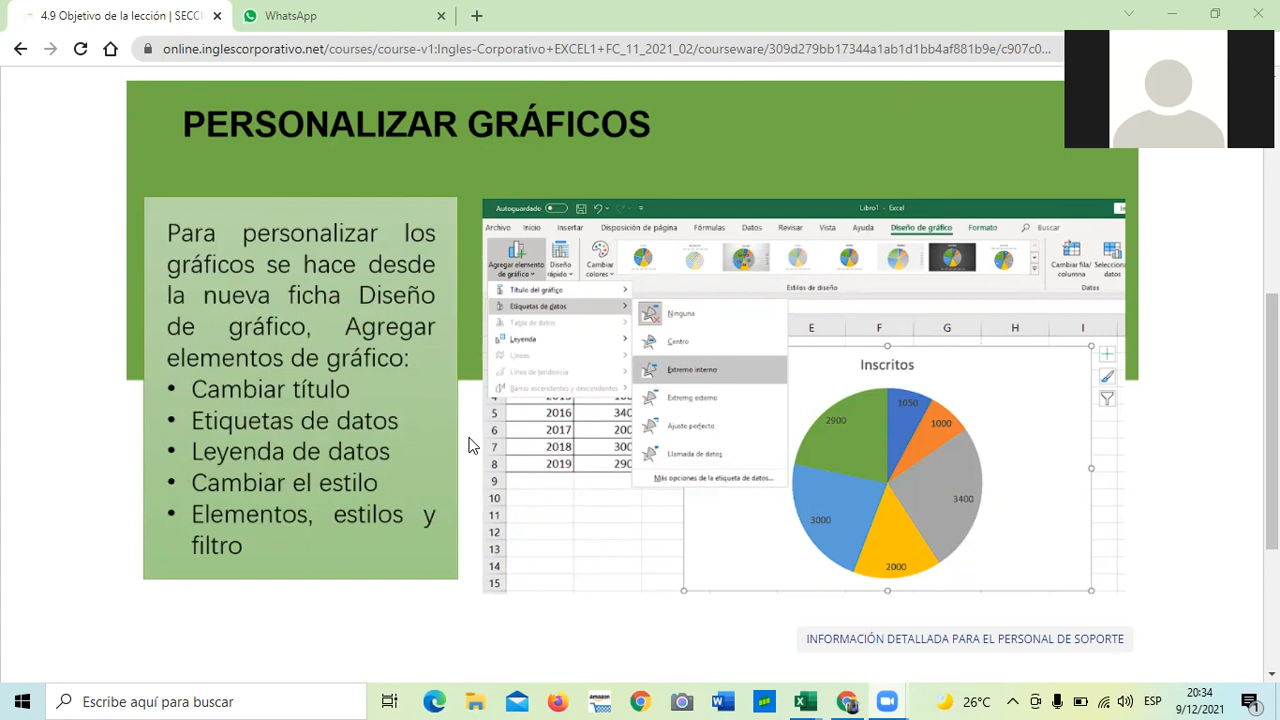 4.9 Objetivo de la lección | SECC
WhatsApp
online.inglescorporativo.net/courses/course-v1:Ingles-Corporativo+EXCEL1+FC_11_2021_02/courseware/309d279bb17344a1ab1d1bb4af881b9e/c907c0...
PERSONALIZAR GRÁFICOS
Para personalizar los
gráficos se hace desde
la nueva ficha Diseño
de gráfico, Agregar
elementos de gráfico:
• Cambiar título
• Etiquetas de datos
• Leyenda de datos
• Cambiar el estilo
• Elementos, estilos y
filtro
Autoguardado Libro1 - Excel
Archivo Inicio Insertar Disposición de página Fórmulas Datos Revisar Vista Ayuda Diseño de gráfico Formato Buscar
Agregar elemento de gráfico
Diseño rápido
Cambiar colores
Cambiar fila/ columna
Estilos de diseño
Datos
Título del gráfico
Etiquetas de datos
Tabla de datos
Leyenda
Líneas
Línea de tendencia
Barras ascendentes y descendentes
Ninguna
Centro
Extremo interno
Extremo externo
Ajuste perfecto
Llamada de datos
Más opciones de la etiqueta de datos...
E F G H I
5 2016 340
6 2017 200
7 2018 300
8 2019 290
9
10
11
12
13
14
15
Inscritos
1050
1000
3400
2000
3000
2900
INFORMACIÓN DETALLADA PARA EL PERSONAL DE SOPORTE
Escribe aquí para buscar
26°C
ESP
20:34
9/12/2021
1